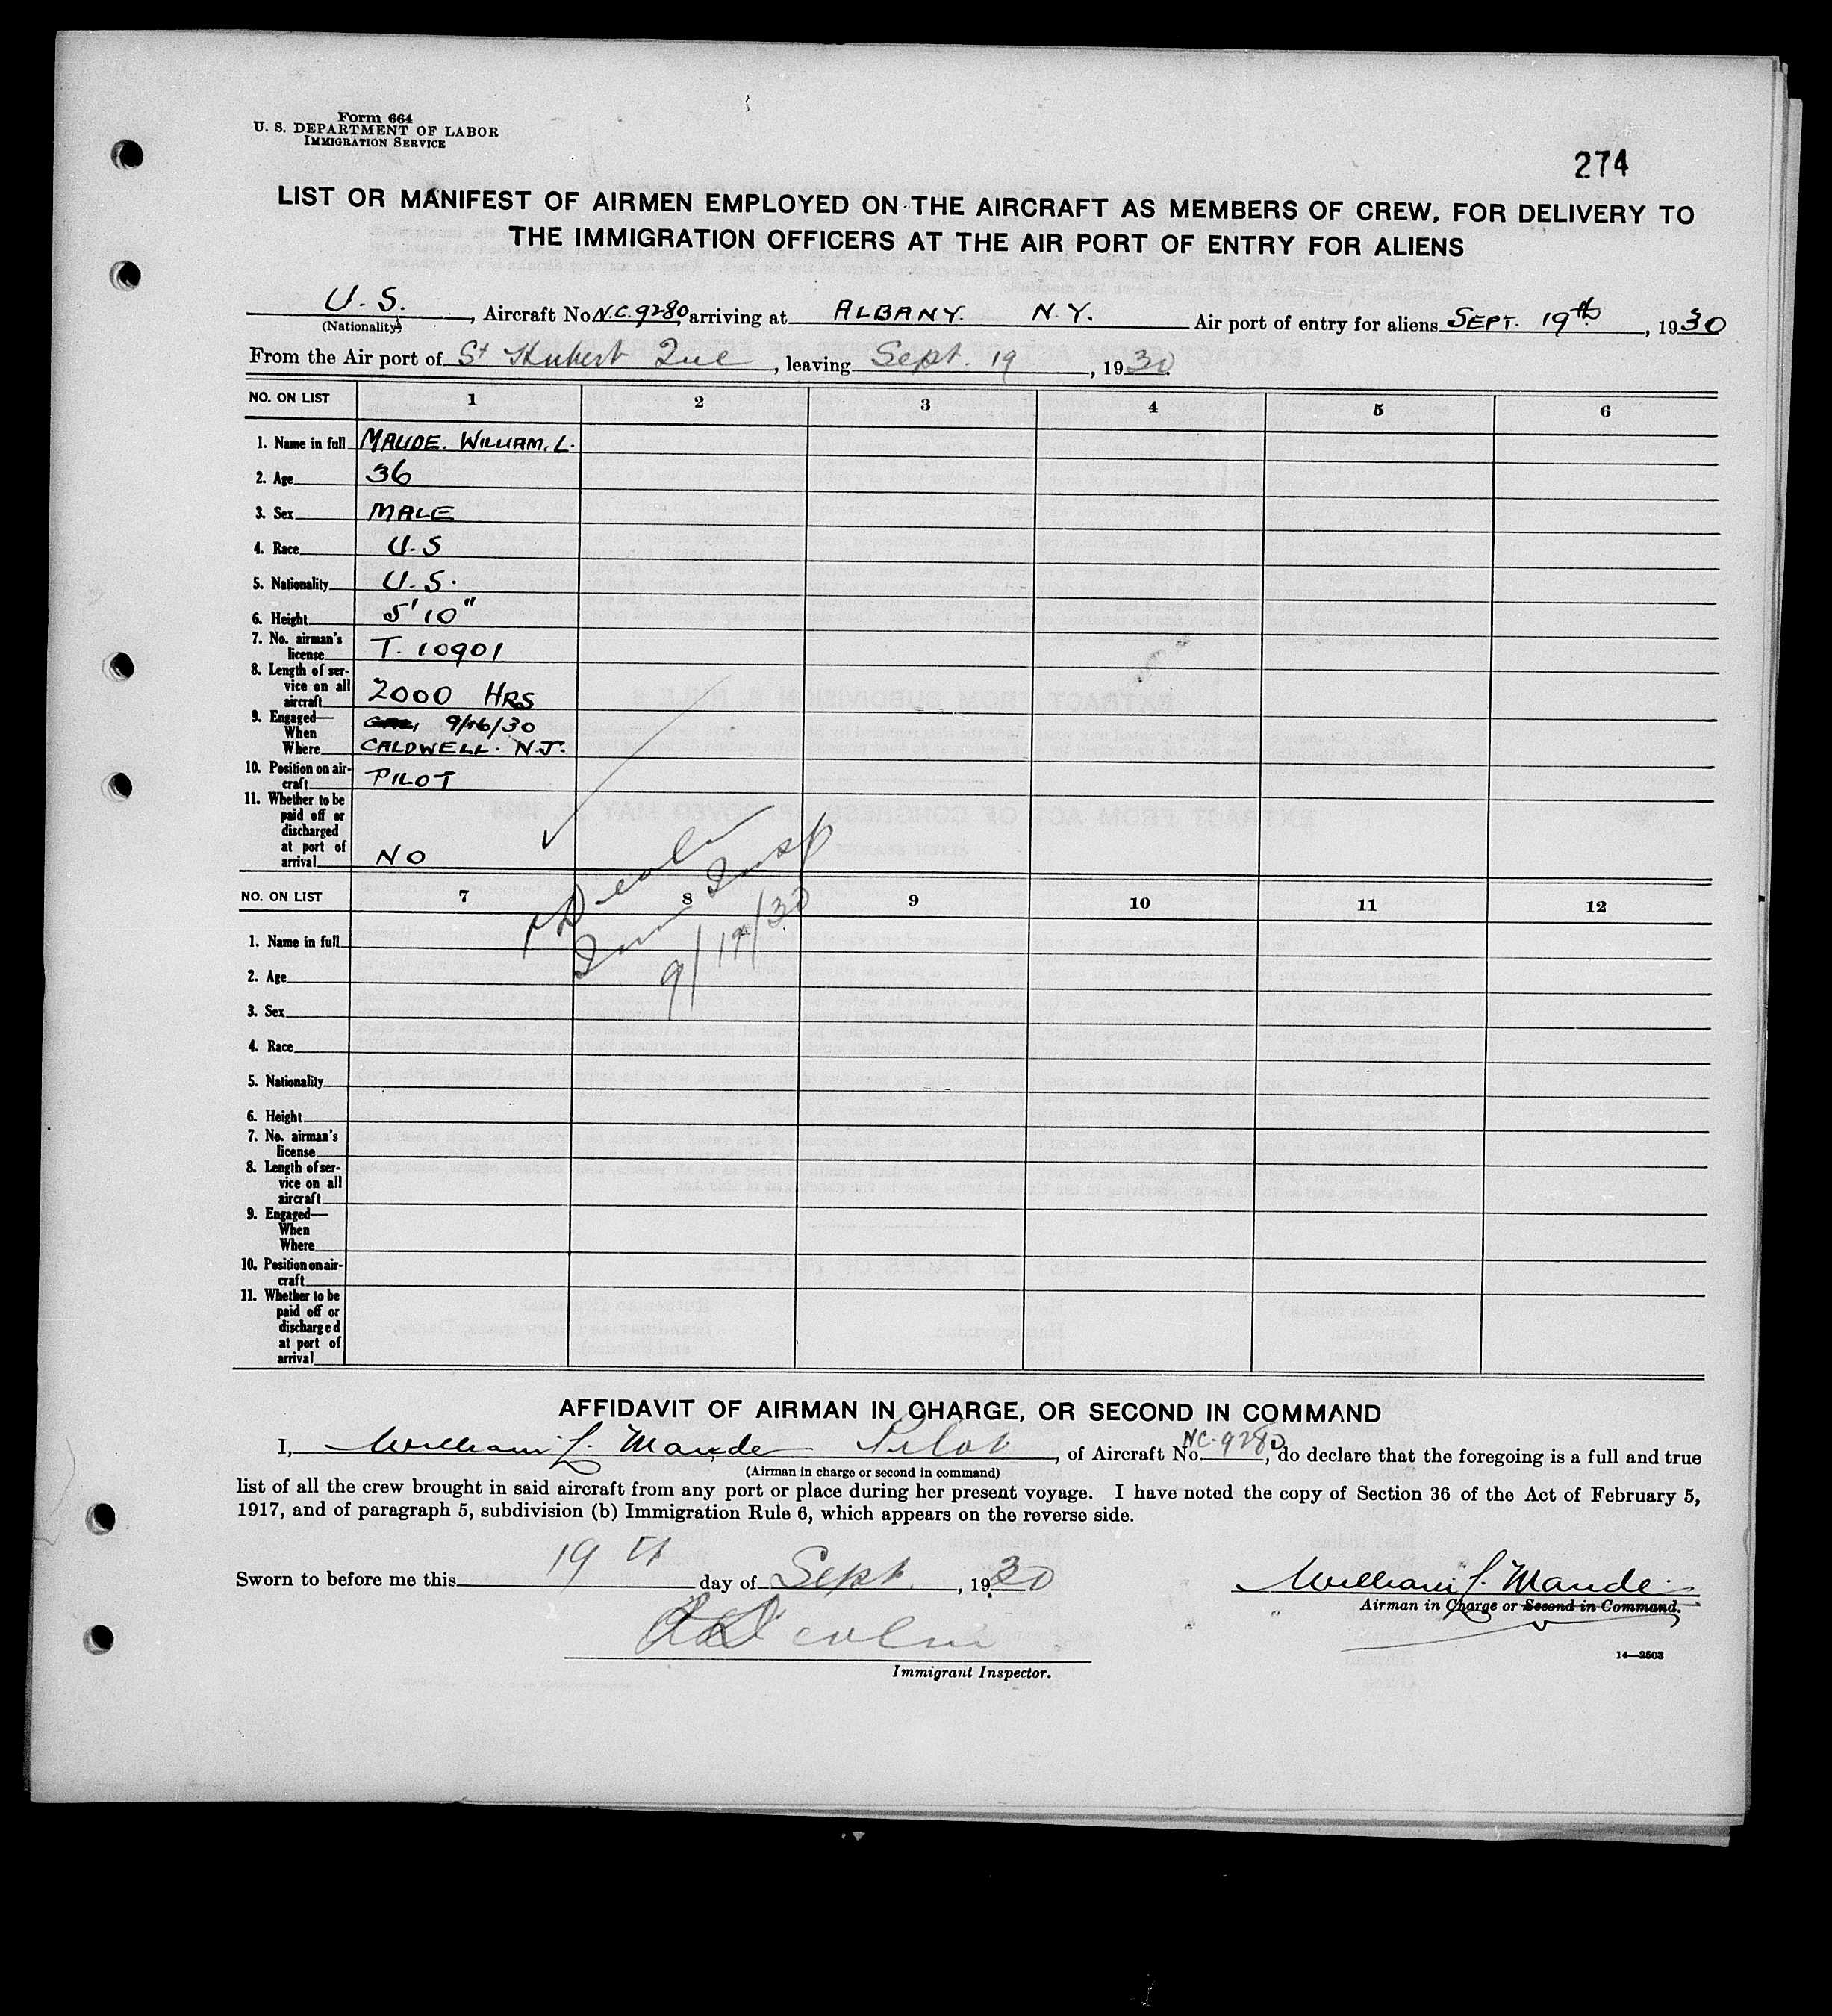 Form 664
U. S. DEPARTMENT OF LABOR
IMMIGRATION SERVICE
274
LIST OR MANIFEST OF AIRMEN EMPLOYED ON THE AIRCRAFT AS MEMBERS OF CREW, FOR DELIVERY TO
THE IMMIGRATION OFFICERS AT THE AIR PORT OF ENTRY FOR ALIENS
U. S., Aircraft No. N.C. 9280, arriving at ALBANY. N.Y. Air port of entry for aliens SEPT. 19th, 1930
(Nationality)
From the Air port of St Hubert Que, leaving Sept. 19, 1930
NO. ON LIST 1 2 3 4 5 6
1. Name in full MAUDE. WILLIAM. L.
2. Age 36
3. Sex MALE
4. Race U.S
5. Nationality U.S.
6. Height 5'10"
7. No. airman's
license T. 10901
8. Length of ser-
vice on all
aircraft 2000 HRS
9. Engaged—
When 9/16/30
Where CALDWELL. N.J.
10. Position on air-
craft PILOT
11. Whether to be
paid off or
discharged
at port of
arrival NO
Imm Insp
9/19/30
NO. ON LIST 7 8 9 10 11 12
1. Name in full
2. Age
3. Sex
4. Race
5. Nationality
6. Height
7. No. airman's
license
8. Length of ser-
vice on all
aircraft
9. Engaged—
When
Where
10. Position on air-
craft
11. Whether to be
paid off or
discharged
at port of
arrival
AFFIDAVIT OF AIRMAN IN CHARGE, OR SECOND IN COMMAND
I, William L. Maude Pilot, of Aircraft No. NC-9280, do declare that the foregoing is a full and true
(Airman in charge or second in command)
list of all the crew brought in said aircraft from any port or place during her present voyage. I have noted the copy of Section 36 of the Act of February 5,
1917, and of paragraph 5, subdivision (b) Immigration Rule 6, which appears on the reverse side.
Sworn to before me this 19th day of Sept., 1930
William L. Maude
Airman in Charge or Second in Command.
Immigrant Inspector.
14—2503